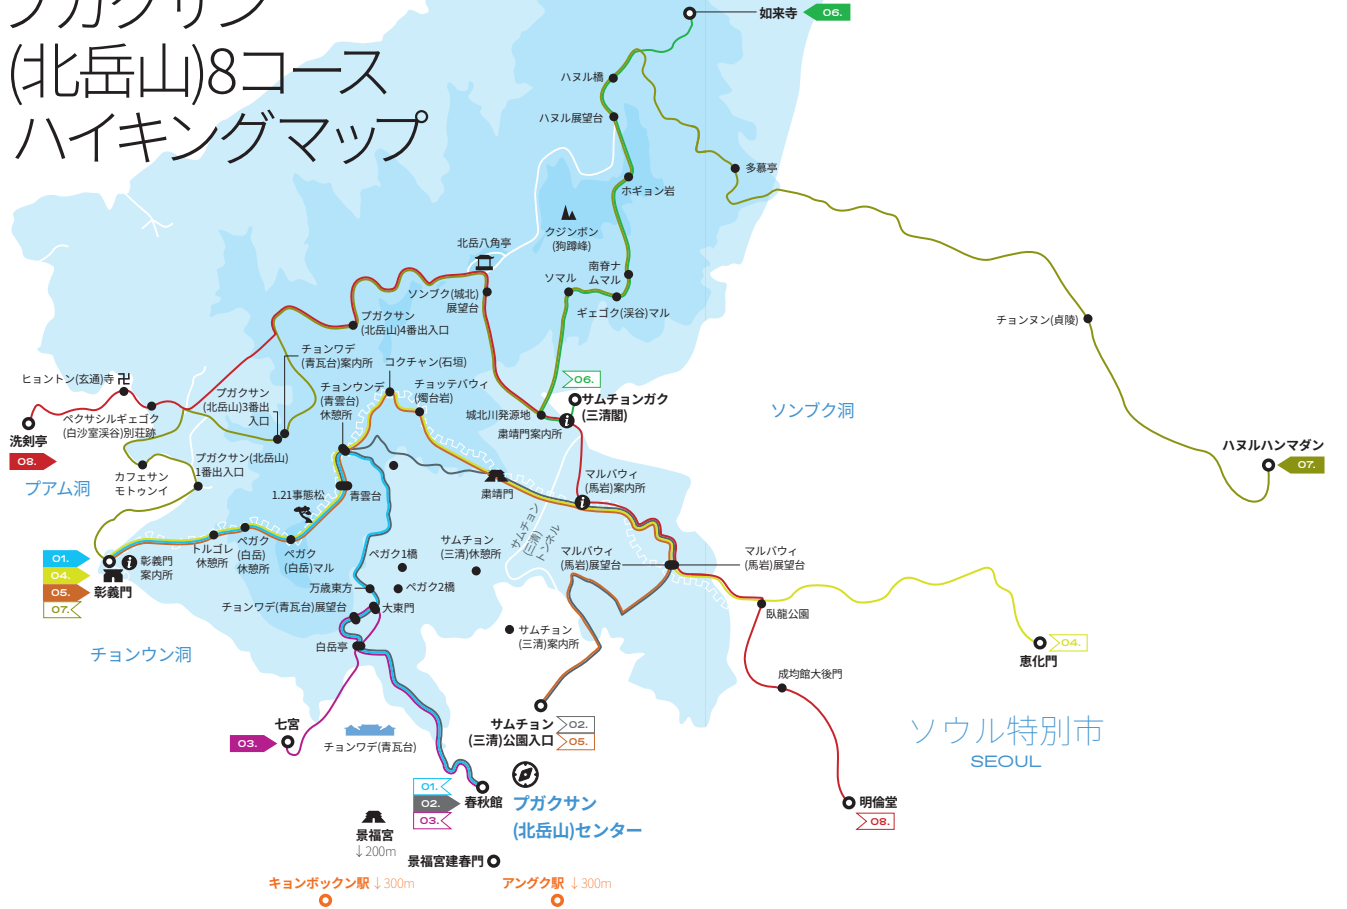 プガクサン
(北岳山)8コース
ハイキングマップ
如来寺
06.
ハヌル橋
ハヌル展望台
多慕亭
ホギョン岩
クジンボン
(狗蹲峰)
北岳八角亭
南脊ナ
ムマル
ソマル
ソンブク(城北)
展望台
ギェゴク(渓谷)マル
プガクサン
(北岳山)4番出入口
チョンヌン(貞陵)
チョンワデ
(青瓦台)案内所
コクチャン(石垣)
ヒョントン(玄通)寺 卍
プガクサン
(北岳山)3番出
入口
チョンウンデ
(青雲台)
休憩所
チョッテバウィ
(燭台岩)
06.
サムチョンガク
(三清閣)
城北川発源地
粛靖門案内所
ソンブク洞
ペクサシルギェゴク
(白沙室渓谷)別荘跡
洗剣亭
08.
プアム洞
カフェサン
モトゥンイ
プガクサン(北岳山)
1番出入口
ハヌルハンマダン
07.
1.21事態松
青雲台
粛靖門
マルバウィ
(馬岩)案内所
サムチョン
(三清)
トンネル
トルゴレ
休憩所
ペガク
(白岳)
休憩所
ペガク
(白岳)マル
ペガク1橋
サムチョン
(三清)休憩所
マルバウィ
(馬岩)展望台
マルバウィ
(馬岩)展望台
01.
04.
05.
07.
彰義門
案内所
彰義門
万歳東方
ペガク2橋
チョンワデ(青瓦台)展望台
大東門
臥龍公園
チョンウン洞
白岳亭
サムチョン
(三清)案内所
04.
恵化門
成均館大後門
七宮
03.
チョンワデ(青瓦台)
サムチョン
(三清)公園入口
02.
05.
ソウル特別市
SEOUL
01.
02.
03.
春秋館
プガクサン
(北岳山)センター
明倫堂
08.
景福宮
↓200m
景福宮建春門
キョンボックン駅 ↓300m
アングク駅 ↓300m